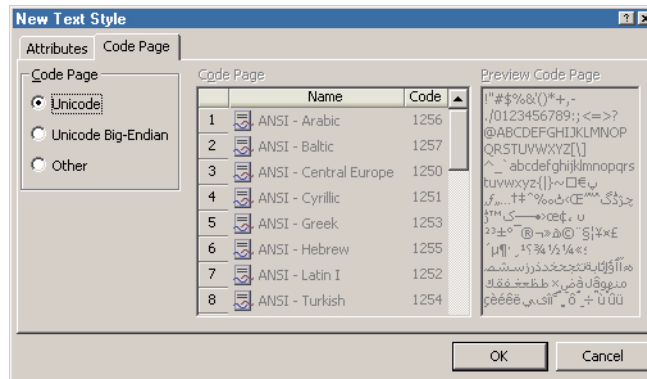 New Text Style
Attributes
Code Page
Code Page
Unicode
Unicode Big-Endian
Other
Code Page
Name Code
1 ANSI - Arabic 1256
2 ANSI - Baltic 1257
3 ANSI - Central Europe 1250
4 ANSI - Cyrillic 1251
5 ANSI - Greek 1253
6 ANSI - Hebrew 1255
7 ANSI - Latin I 1252
8 ANSI - Turkish 1254
Preview Code Page
!"#$%&'()*+,-
./0123456789:;<=>?
@ABCDEFGHIJKLMNOP
QRSTUVWXYZ[\]
^_`abcdefghijklmnopqrs
tuvwxyz{|}~□€پ
OK Cancel